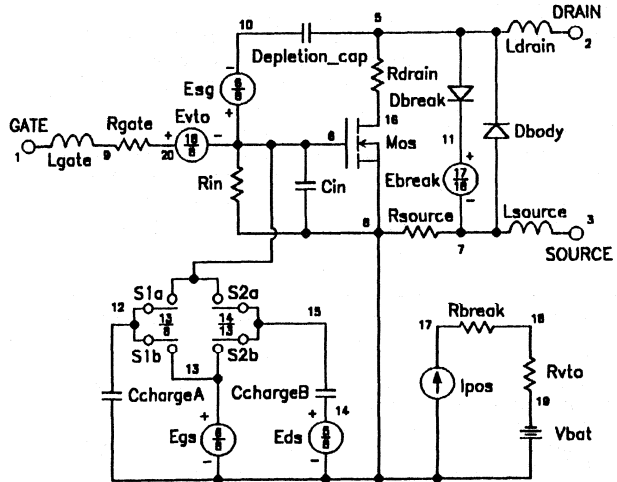 10
5
DRAIN
Depletion_cap
Ldrain
2
Rdrain
Esg
6
8
Dbreak
Evto
GATE
Rgate
16
1
Lgate
9
20
18
8
6
Mos
11
Dbody
Rin
Cin
Ebreak
17
18
8
Rsource
Lsource
3
7
SOURCE
S1a
S2a
12
13
8
14
13
15
S1b
S2b
13
Rbreak
17
18
CchargeA
CchargeB
Ipos
Rvto
14
19
Egs
6
8
Eds
Vbat